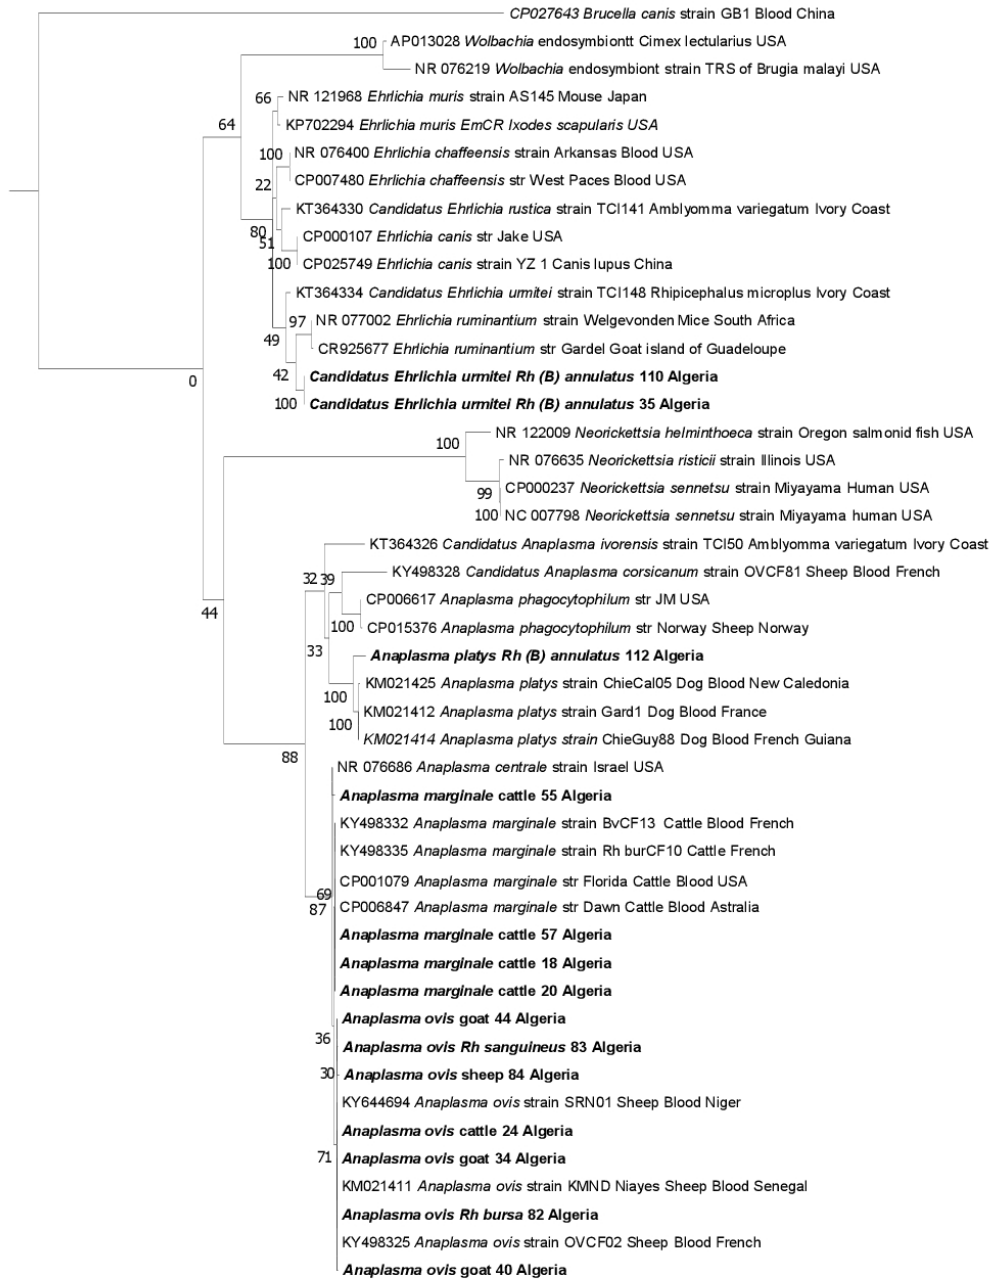 CP027643 Brucella canis strain GB1 Blood China
100
AP013028 Wolbachia endosymbiontt Cimex lectularius USA
NR 076219 Wolbachia endosymbiont strain TRS of Brugia malayi USA
66
NR 121968 Ehrlichia muris strain AS145 Mouse Japan
64
KP702294 Ehrlichia muris EmCR Ixodes scapularis USA
100
NR 076400 Ehrlichia chaffeensis strain Arkansas Blood USA
22
CP007480 Ehrlichia chaffeensis str West Paces Blood USA
KT364330 Candidatus Ehrlichia rustica strain TCI141 Amblyomma variegatum Ivory Coast
80
51
CP000107 Ehrlichia canis str Jake USA
100
CP025749 Ehrlichia canis strain YZ 1 Canis lupus China
KT364334 Candidatus Ehrlichia urmitei strain TCI148 Rhipicephalus microplus Ivory Coast
97
NR 077002 Ehrlichia ruminantium strain Welgevonden Mice South Africa
49
CR925677 Ehrlichia ruminantium str Gardel Goat island of Guadeloupe
0
42
Candidatus Ehrlichia urmitei Rh (B) annulatus 110 Algeria
100
Candidatus Ehrlichia urmitei Rh (B) annulatus 35 Algeria
NR 122009 Neorickettsia helminthoeca strain Oregon salmonid fish USA
100
NR 076635 Neorickettsia risticii strain Illinois USA
99
CP000237 Neorickettsia sennetsu strain Miyayama Human USA
100
NC 007798 Neorickettsia sennetsu strain Miyayama human USA
KT364326 Candidatus Anaplasma ivorensis strain TCI50 Amblyomma variegatum Ivory Coast
32
39
KY498328 Candidatus Anaplasma corsicanum strain OVCF81 Sheep Blood French
44
CP006617 Anaplasma phagocytophilum str JM USA
100
CP015376 Anaplasma phagocytophilum str Norway Sheep Norway
33
Anaplasma platys Rh (B) annulatus 112 Algeria
100
KM021425 Anaplasma platys strain ChieCal05 Dog Blood New Caledonia
100
KM021412 Anaplasma platys strain Gard1 Dog Blood France
KM021414 Anaplasma platys strain ChieGuy88 Dog Blood French Guiana
88
NR 076686 Anaplasma centrale strain Israel USA
Anaplasma marginale cattle 55 Algeria
KY498332 Anaplasma marginale strain BvCF13 Cattle Blood French
KY498335 Anaplasma marginale strain Rh burCF10 Cattle French
CP001079 Anaplasma marginale str Florida Cattle Blood USA
69
87
CP006847 Anaplasma marginale str Dawn Cattle Blood Astralia
Anaplasma marginale cattle 57 Algeria
Anaplasma marginale cattle 18 Algeria
Anaplasma marginale cattle 20 Algeria
Anaplasma ovis goat 44 Algeria
36
Anaplasma ovis Rh sanguineus 83 Algeria
30
Anaplasma ovis sheep 84 Algeria
KY644694 Anaplasma ovis strain SRN01 Sheep Blood Niger
Anaplasma ovis cattle 24 Algeria
71
Anaplasma ovis goat 34 Algeria
KM021411 Anaplasma ovis strain KMND Niayes Sheep Blood Senegal
Anaplasma ovis Rh bursa 82 Algeria
KY498325 Anaplasma ovis strain OVCF02 Sheep Blood French
Anaplasma ovis goat 40 Algeria